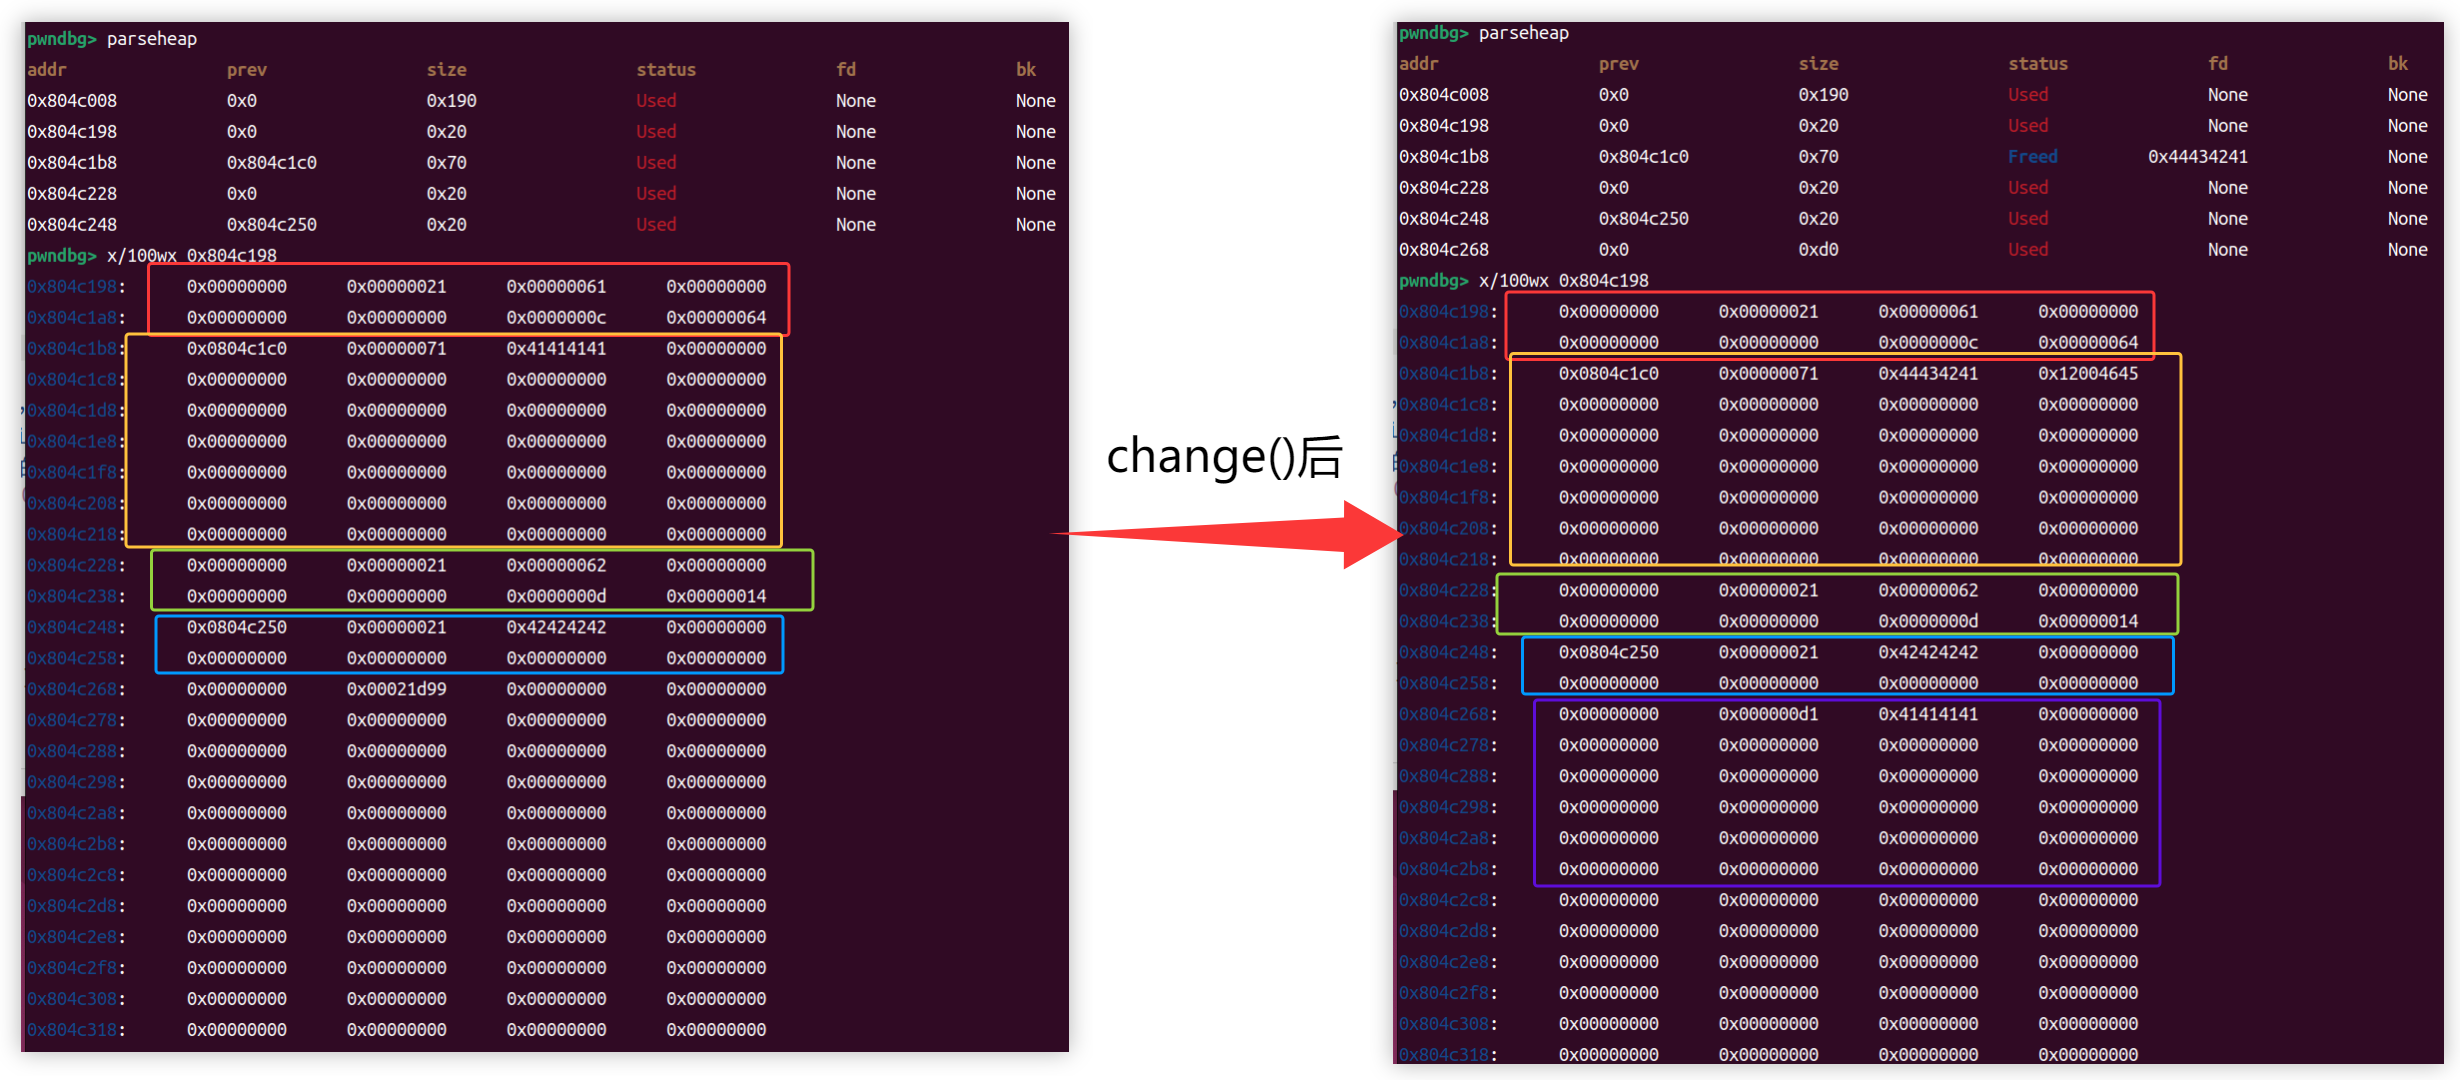 pwndbg> parseheap
addr prev size status fd bk
0x804c008 0x0 0x190 Used None None
0x804c198 0x0 0x20 Used None None
0x804c1b8 0x804c1c0 0x70 Used None None
0x804c228 0x0 0x20 Used None None
0x804c248 0x804c250 0x20 Used None None
pwndbg> x/100wx 0x804c198
0x804c198: 0x00000000 0x00000021 0x00000061 0x00000000
0x804c1a8: 0x00000000 0x00000000 0x0000000c 0x00000064
0x804c1b8: 0x0804c1c0 0x00000071 0x41414141 0x00000000
0x804c1c8: 0x00000000 0x00000000 0x00000000 0x00000000
0x804c1d8: 0x00000000 0x00000000 0x00000000 0x00000000
0x804c1e8: 0x00000000 0x00000000 0x00000000 0x00000000
0x804c1f8: 0x00000000 0x00000000 0x00000000 0x00000000
0x804c208: 0x00000000 0x00000000 0x00000000 0x00000000
0x804c218: 0x00000000 0x00000000 0x00000000 0x00000000
0x804c228: 0x00000000 0x00000021 0x00000062 0x00000000
0x804c238: 0x00000000 0x00000000 0x0000000d 0x00000014
0x804c248: 0x0804c250 0x00000021 0x42424242 0x00000000
0x804c258: 0x00000000 0x00000000 0x00000000 0x00000000
0x804c268: 0x00000000 0x00021d99 0x00000000 0x00000000
0x804c278: 0x00000000 0x00000000 0x00000000 0x00000000
0x804c288: 0x00000000 0x00000000 0x00000000 0x00000000
0x804c298: 0x00000000 0x00000000 0x00000000 0x00000000
0x804c2a8: 0x00000000 0x00000000 0x00000000 0x00000000
0x804c2b8: 0x00000000 0x00000000 0x00000000 0x00000000
0x804c2c8: 0x00000000 0x00000000 0x00000000 0x00000000
0x804c2d8: 0x00000000 0x00000000 0x00000000 0x00000000
0x804c2e8: 0x00000000 0x00000000 0x00000000 0x00000000
0x804c2f8: 0x00000000 0x00000000 0x00000000 0x00000000
0x804c308: 0x00000000 0x00000000 0x00000000 0x00000000
0x804c318: 0x00000000 0x00000000 0x00000000 0x00000000
change()后
pwndbg> parseheap
addr prev size status fd bk
0x804c008 0x0 0x190 Used None None
0x804c198 0x0 0x20 Used None None
0x804c1b8 0x804c1c0 0x70 Freed 0x44434241 None
0x804c228 0x0 0x20 Used None None
0x804c248 0x804c250 0x20 Used None None
0x804c268 0x0 0xd0 Used None None
pwndbg> x/100wx 0x804c198
0x804c198: 0x00000000 0x00000021 0x00000061 0x00000000
0x804c1a8: 0x00000000 0x00000000 0x0000000c 0x00000064
0x804c1b8: 0x0804c1c0 0x00000071 0x44434241 0x12004645
0x804c1c8: 0x00000000 0x00000000 0x00000000 0x00000000
0x804c1d8: 0x00000000 0x00000000 0x00000000 0x00000000
0x804c1e8: 0x00000000 0x00000000 0x00000000 0x00000000
0x804c1f8: 0x00000000 0x00000000 0x00000000 0x00000000
0x804c208: 0x00000000 0x00000000 0x00000000 0x00000000
0x804c218: 0x00000000 0x00000000 0x00000000 0x00000000
0x804c228: 0x00000000 0x00000021 0x00000062 0x00000000
0x804c238: 0x00000000 0x00000000 0x0000000d 0x00000014
0x804c248: 0x0804c250 0x00000021 0x42424242 0x00000000
0x804c258: 0x00000000 0x00000000 0x00000000 0x00000000
0x804c268: 0x00000000 0x000000d1 0x41414141 0x00000000
0x804c278: 0x00000000 0x00000000 0x00000000 0x00000000
0x804c288: 0x00000000 0x00000000 0x00000000 0x00000000
0x804c298: 0x00000000 0x00000000 0x00000000 0x00000000
0x804c2a8: 0x00000000 0x00000000 0x00000000 0x00000000
0x804c2b8: 0x00000000 0x00000000 0x00000000 0x00000000
0x804c2c8: 0x00000000 0x00000000 0x00000000 0x00000000
0x804c2d8: 0x00000000 0x00000000 0x00000000 0x00000000
0x804c2e8: 0x00000000 0x00000000 0x00000000 0x00000000
0x804c2f8: 0x00000000 0x00000000 0x00000000 0x00000000
0x804c308: 0x00000000 0x00000000 0x00000000 0x00000000
0x804c318: 0x00000000 0x00000000 0x00000000 0x00000000